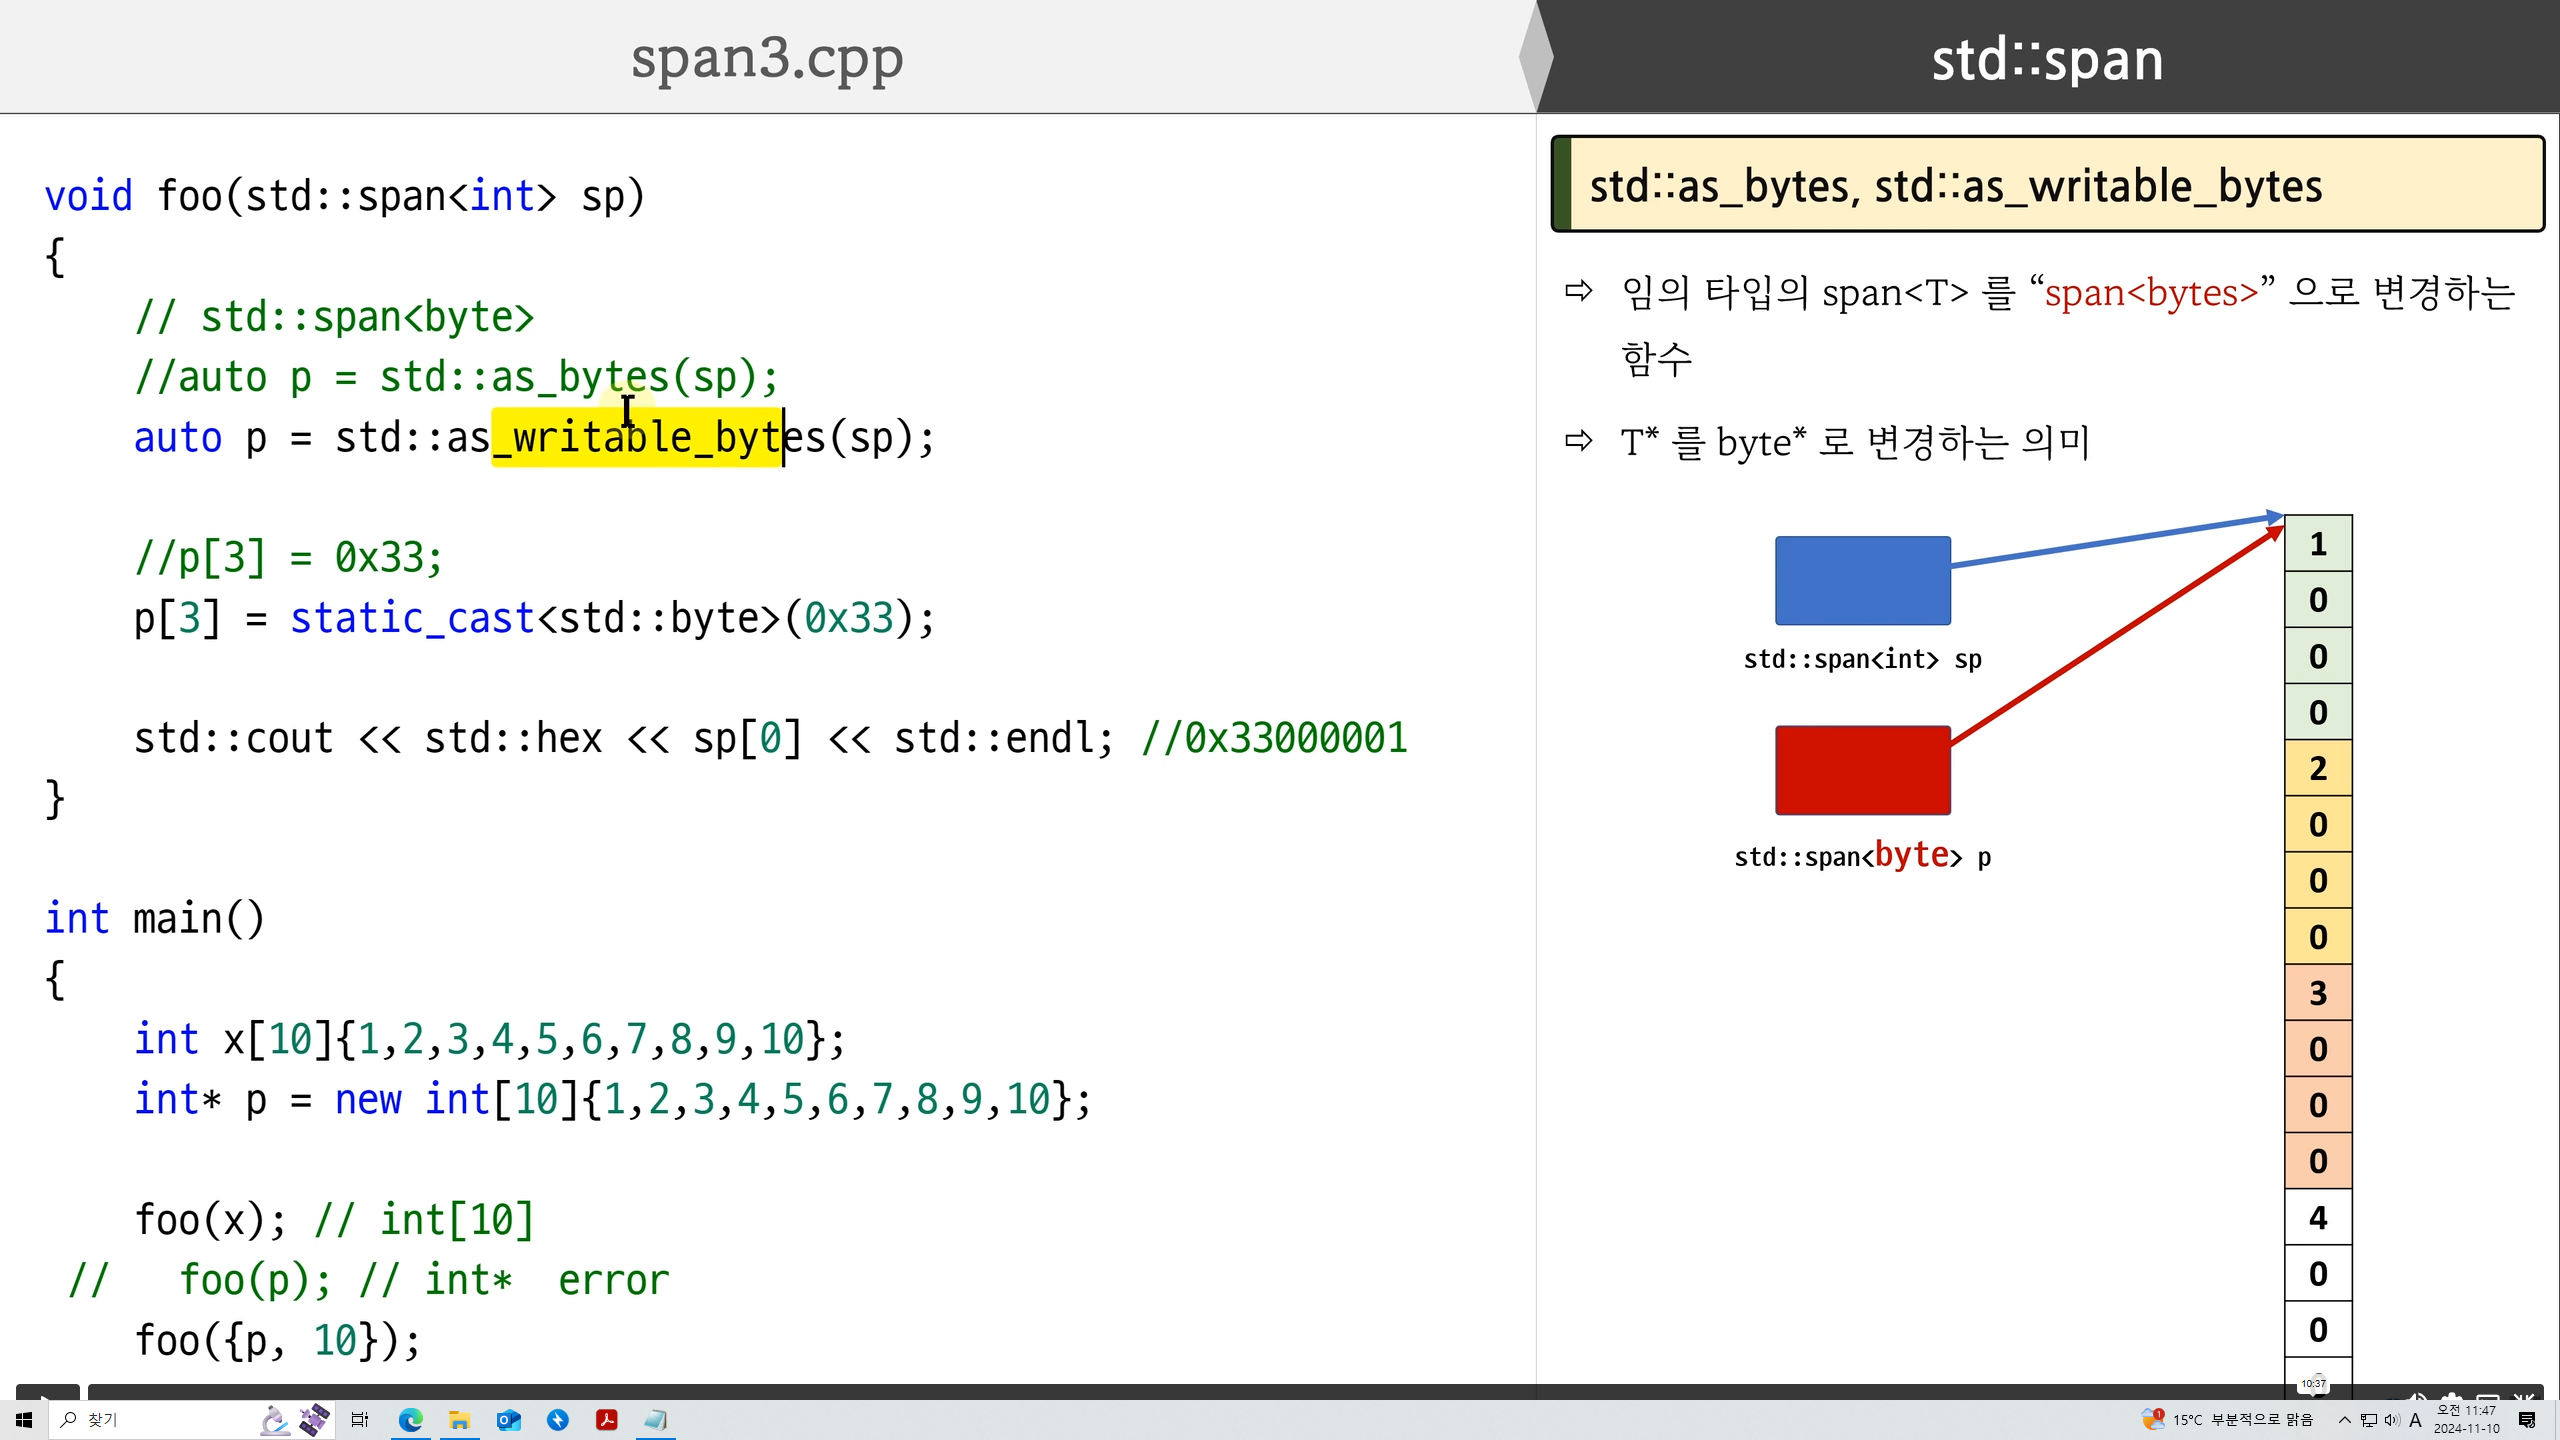 span3.cpp
std::span
void foo(std::span<int> sp)
{
// std::span<byte>
//auto p = std::as_bytes(sp);
auto p = std::as_writable_bytes(sp);
//p[3] = 0x33;
p[3] = static_cast<std::byte>(0x33);
std::cout << std::hex << sp[0] << std::endl; //0x33000001
}
int main()
{
int x[10]{1,2,3,4,5,6,7,8,9,10};
int* p = new int[10]{1,2,3,4,5,6,7,8,9,10};
foo(x); // int[10]
// foo(p); // int* error
foo({p, 10});
std::as_bytes, std::as_writable_bytes
⇨ 임의 타입의 span<T> 를 “span<bytes>” 으로 변경하는
함수
⇨ T* 를 byte* 로 변경하는 의미
std::span<int> sp
std::span<byte> p
1
0
0
0
2
0
0
0
3
0
0
0
4
0
0
10:37
찾기
15°C 부분적으로 맑음
A
오전 11:47
2024-11-10